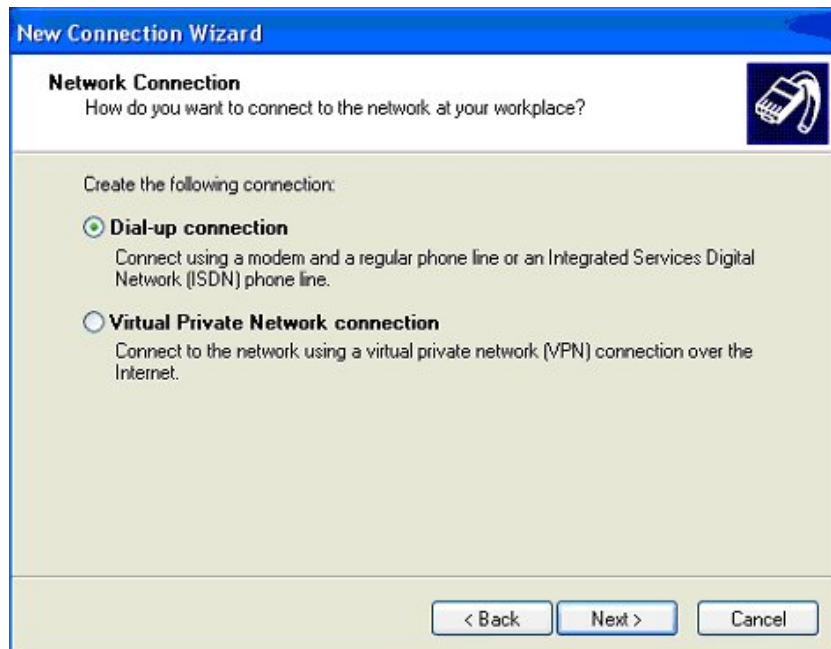 New Connection Wizard
Network Connection
How do you want to connect to the network at your workplace?
Create the following connection:
Dial-up connection
Connect using a modem and a regular phone line or an Integrated Services Digital
Network (ISDN) phone line.
Virtual Private Network connection
Connect to the network using a virtual private network (VPN) connection over the
Internet.
< Back
Next >
Cancel